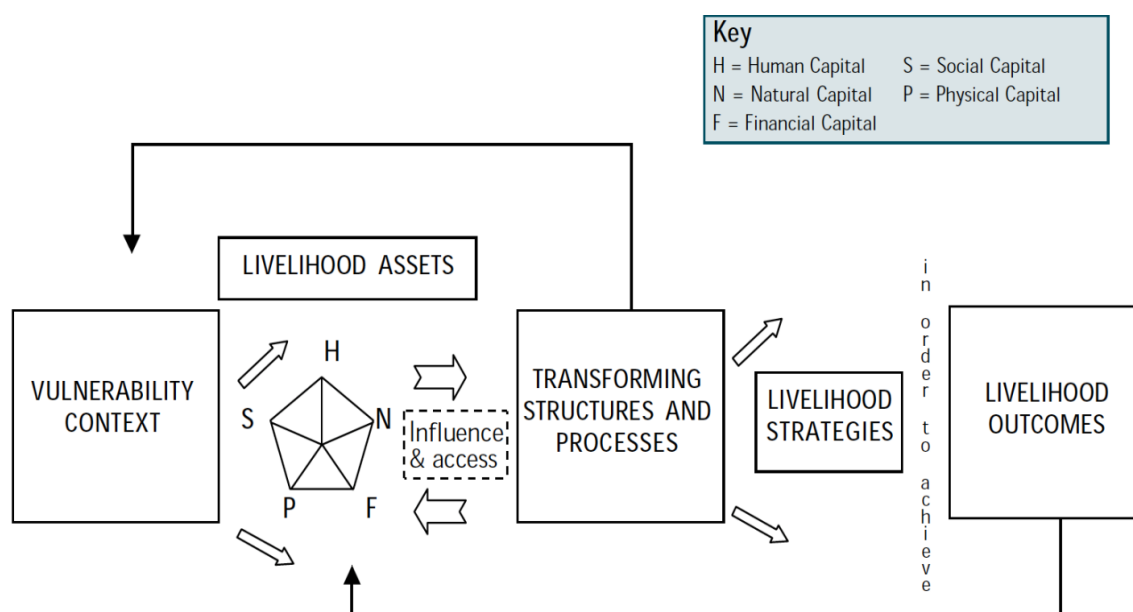 Key
H = Human Capital S = Social Capital
N = Natural Capital P = Physical Capital
F = Financial Capital
LIVELIHOOD ASSETS
VULNERABILITY
CONTEXT
H
S
N
P
F
Influence
& access
TRANSFORMING
STRUCTURES AND
PROCESSES
LIVELIHOOD
STRATEGIES
in order to achieve
LIVELIHOOD
OUTCOMES